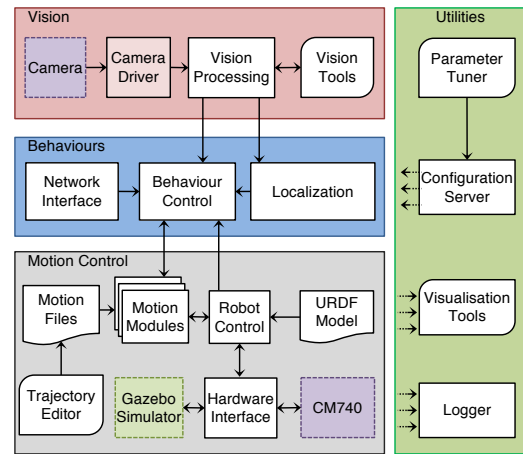 Vision
Camera
Camera
Driver
Vision
Processing
Vision
Tools
Behaviours
Network
Interface
Behaviour
Control
Localization
Motion Control
Motion
Files
Motion
Modules
Robot
Control
URDF
Model
Trajectory
Editor
Gazebo
Simulator
Hardware
Interface
CM740
Utilities
Parameter
Tuner
Configuration
Server
Visualisation
Tools
Logger